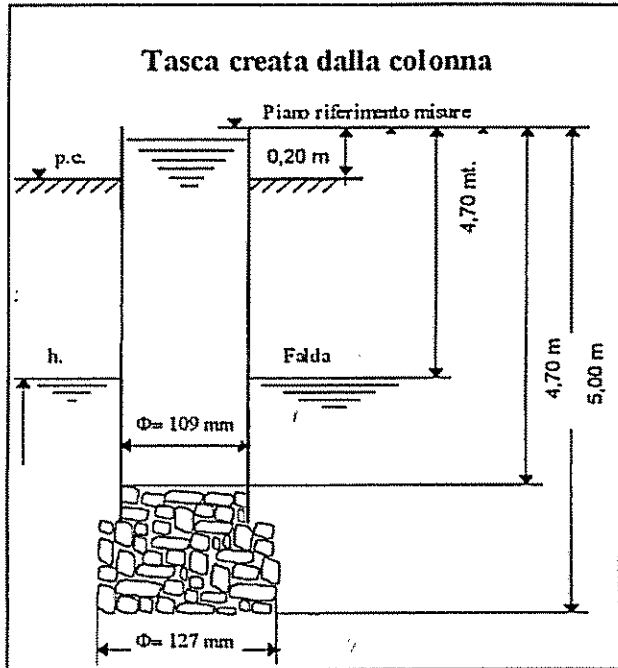 Tasca creata dalla colonna
Piano riferimento misure
p.c.
0,20 m
4,70 mt.
h.
Falda
4,70 m
5,00 m
Φ= 109 mm
Φ= 127 mm